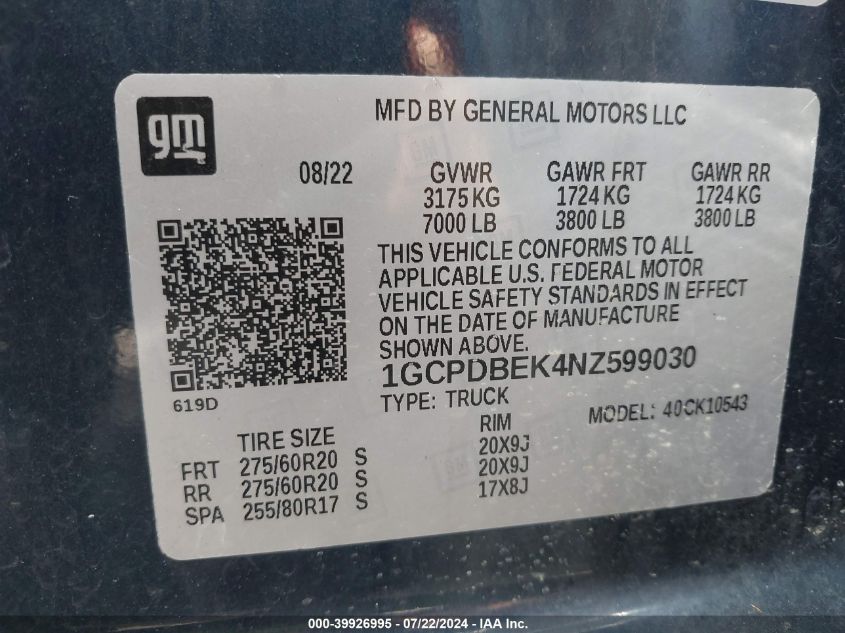 gm
MFD BY GENERAL MOTORS LLC
08/22 GVWR GAWR FRT GAWR RR
3175 KG 1724 KG 1724 KG
7000 LB 3800 LB 3800 LB
THIS VEHICLE CONFORMS TO ALL
APPLICABLE U.S. FEDERAL MOTOR
VEHICLE SAFETY STANDARDS IN EFFECT
ON THE DATE OF MANUFACTURE
SHOWN ABOVE.
1GCPDBEK4NZ599030
619D
TYPE: TRUCK MODEL: 40CK10543
TIRE SIZE RIM
FRT 275/60R20 S 20X9J
RR 275/60R20 S 20X9J
SPA 255/80R17 S 17X8J
000-39926995 - 07/22/2024 - IAA Inc.